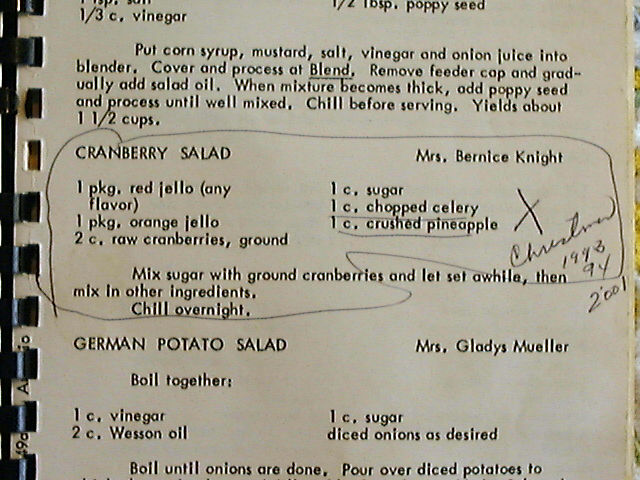 1/2 tbsp. poppy seed
1/3 c. vinegar
Put corn syrup, mustard, salt, vinegar and onion juice into
blender. Cover and process at Blend. Remove feeder cap and grad-
ually add salad oil. When mixture becomes thick, add poppy seed
and process until well mixed. Chill before serving. Yields about
1 1/2 cups.
CRANBERRY SALAD Mrs. Bernice Knight
1 pkg. red jello (any 1 c. sugar
flavor) 1 c. chopped celery
1 pkg. orange jello 1 c. crushed pineapple
2 c. raw cranberries, ground
X
Christmas
1993
94
2001
Mix sugar with ground cranberries and let set awhile, then
mix in other ingredients.
Chill overnight.
GERMAN POTATO SALAD Mrs. Gladys Mueller
Boil together:
1 c. vinegar 1 c. sugar
2 c. Wesson oil diced onions as desired
Boil until onions are done. Pour over diced potatoes to